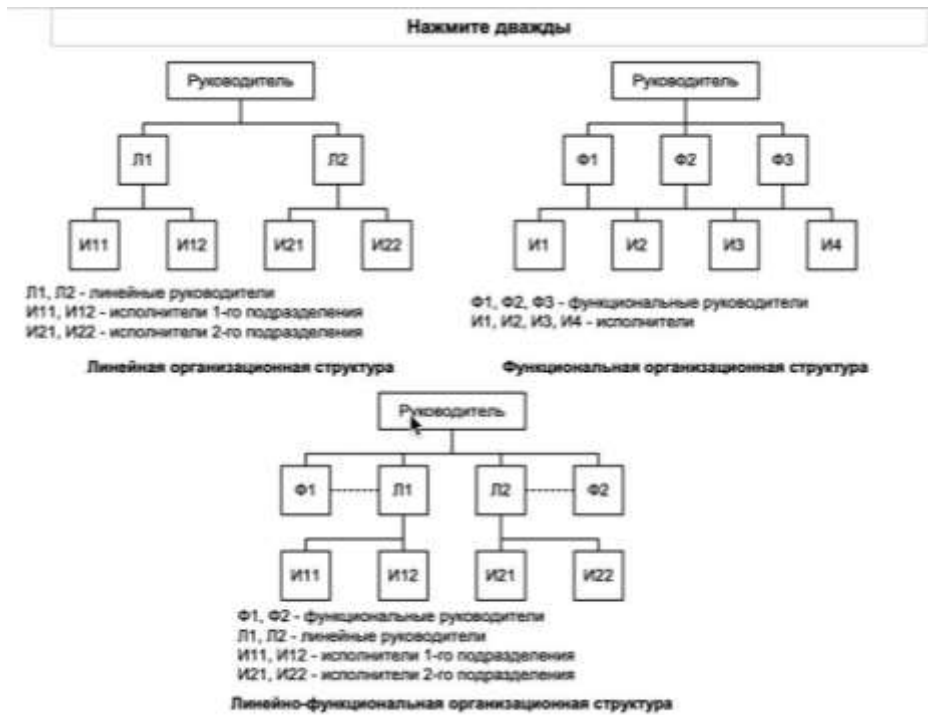 Нажмите дважды
Руководитель
Л1
Л2
И11
И12
И21
И22
Л1, Л2 - линейные руководители
И11, И12 - исполнители 1-го подразделения
И21, И22 - исполнители 2-го подразделения
Линейная организационная структура
Руководитель
Ф1
Ф2
Ф3
И1
И2
И3
И4
Ф1, Ф2, Ф3 - функциональные руководители
И1, И2, И3, И4 - исполнители
Функциональная организационная структура
Руководитель
Ф1
Л1
Л2
Ф2
И11
И12
И21
И22
Ф1, Ф2 - функциональные руководители
Л1, Л2 - линейные руководители
И11, И12 - исполнители 1-го подразделения
И21, И22 - исполнители 2-го подразделения
Линейно-функциональная организационная структура